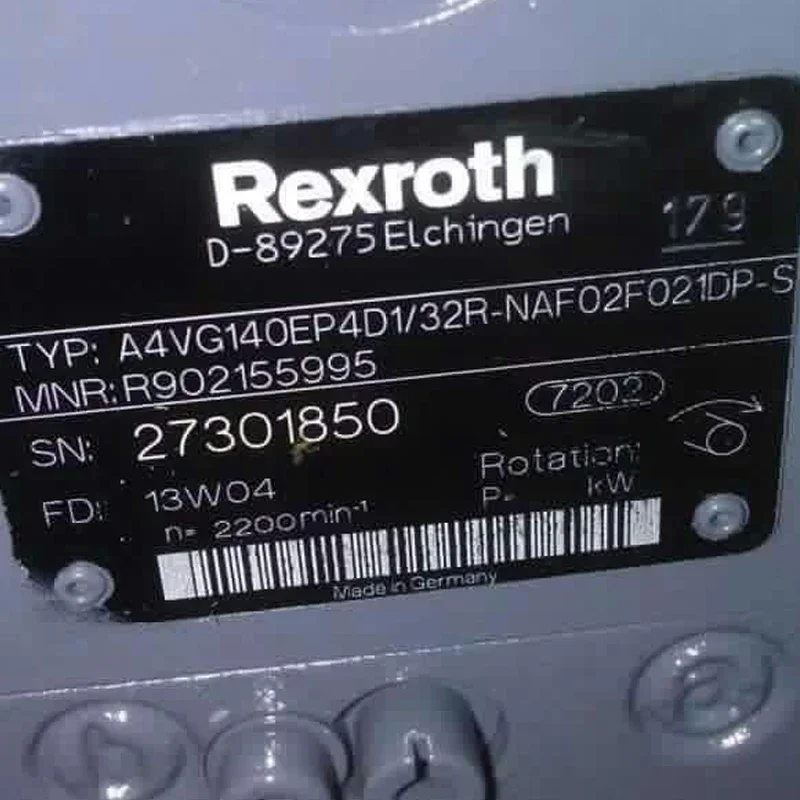 Rexroth
D-89275 Elchingen
179
TYP: A4VG140EP4D1/32R-NAF02F021DP-S
MNR: R902155995
SN: 27301850
7202
FD: 13W04
Rotation:
n= 2200min⁻¹
P= kW
Made in Germany